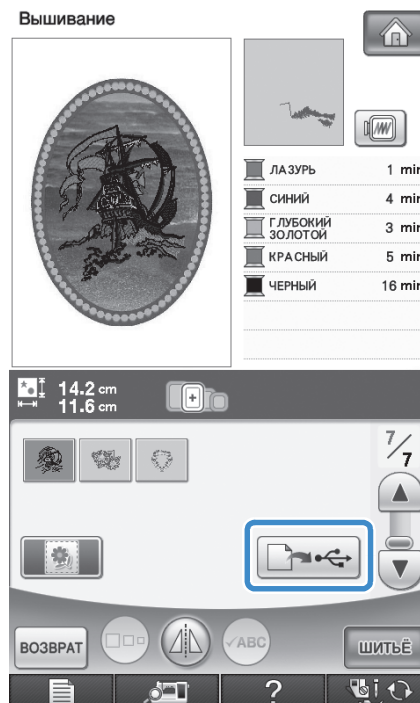 Вышивание
ЛАЗУРЬ 1 min
СИНИЙ 4 min
ГЛУБОКИЙ
ЗОЛОТОЙ 3 min
КРАСНЫЙ 5 min
ЧЕРНЫЙ 16 min
14.2 cm
11.6 cm
7/7
ВОЗВРАТ
ABC
ШИТЬЁ
?